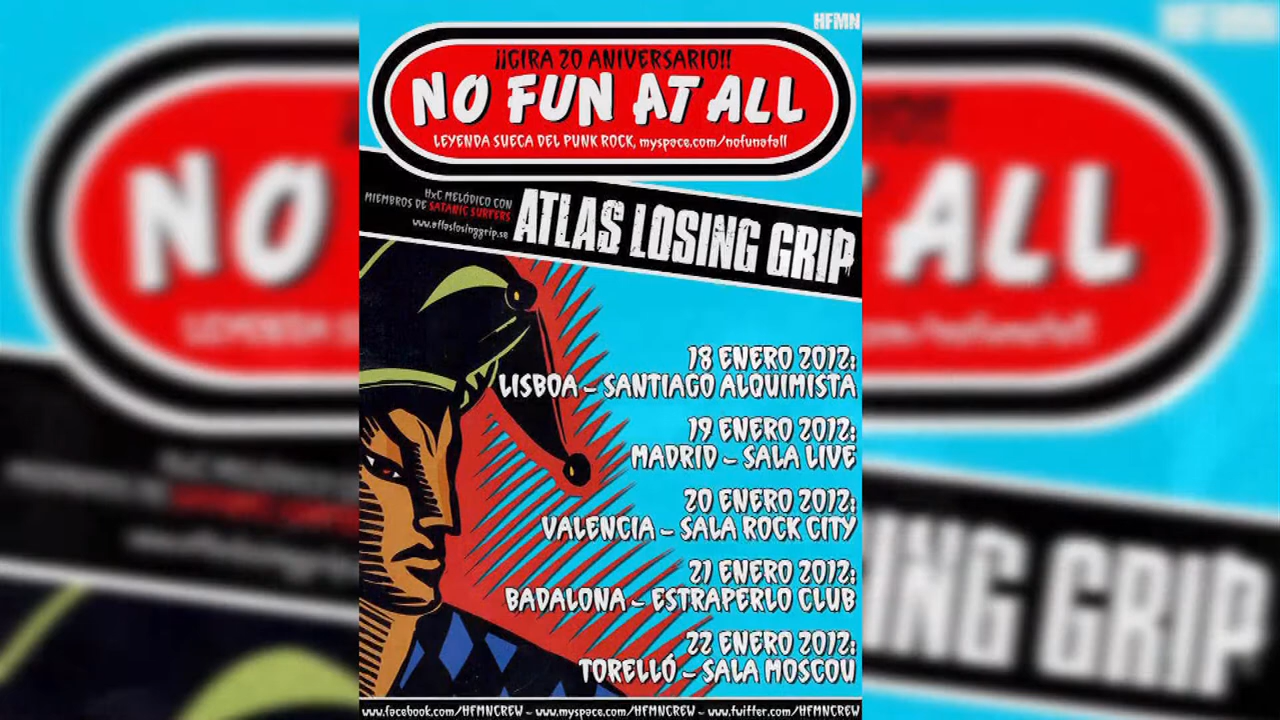 HFMN
¡¡GIRA 20 ANIVERSARIO!!
NO FUN AT ALL
LEYENDA SUECA DEL PUNK ROCK, myspace.com/nofunatall
HxC MELÓDICO CON
MIEMBROS DE SATANIC SURFERS
www.atlaslosinggrip.se
ATLAS LOSING GRIP
18 ENERO 2012:
LISBOA - SANTIAGO ALQUIMISTA
19 ENERO 2012:
MADRID - SALA LIVE
20 ENERO 2012:
VALENCIA - SALA ROCK CITY
21 ENERO 2012:
BADALONA - ESTRAPERLO CLUB
22 ENERO 2012:
TORELLÓ - SALA MOSCOU
www.facebook.com/HFMNCREW - www.myspace.com/HFMNCREW - www.twitter.com/HFMNCREW